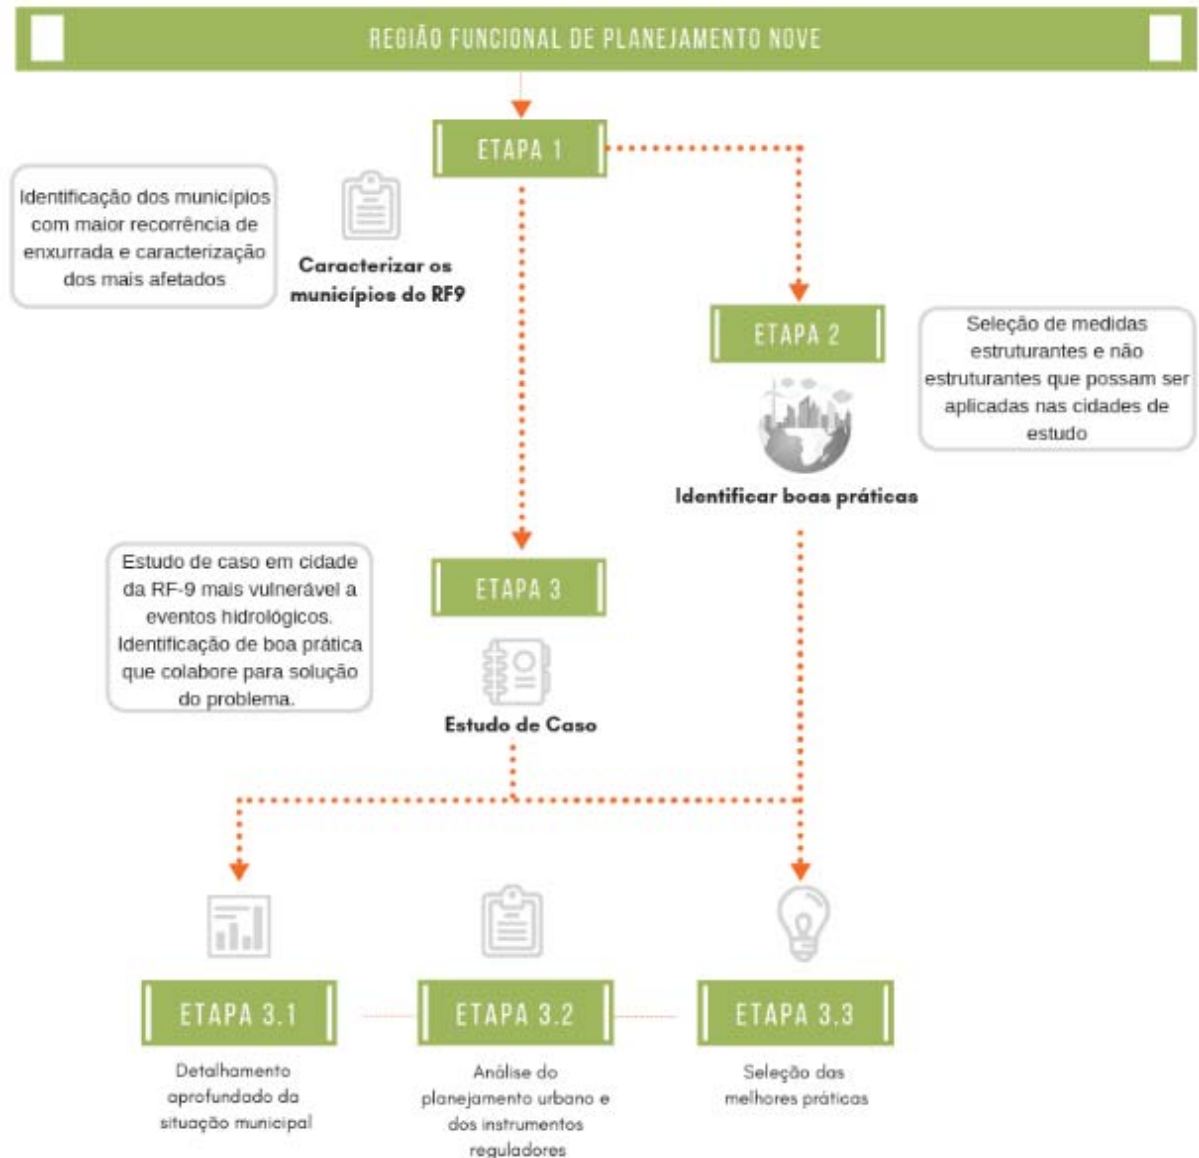 REGIÃO FUNCIONAL DE PLANEJAMENTO NOVE
ETAPA 1
Identificação dos municípios
com maior recorrência de
enxurrada e caracterização
dos mais afetados
Caracterizar os
municípios do RF9
ETAPA 2
Seleção de medidas
estruturantes e não
estruturantes que possam ser
aplicadas nas cidades de
estudo
Identificar boas práticas
Estudo de caso em cidade
da RF-9 mais vulnerável a
eventos hidrológicos.
Identificação de boa prática
que colabore para solução
do problema.
ETAPA 3
Estudo de Caso
ETAPA 3.1
Detalhamento
aprofundado da
situação municipal
ETAPA 3.2
Análise do
planejamento urbano e
dos instrumentos
reguladores
ETAPA 3.3
Seleção das
melhores práticas